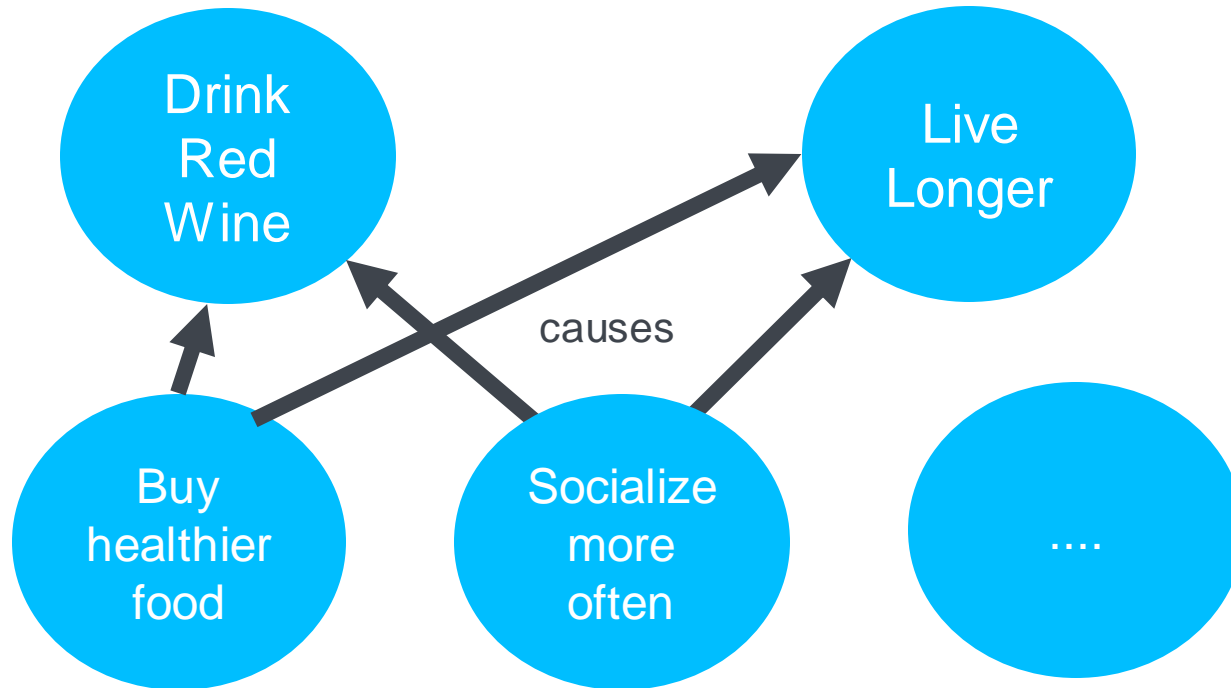 Drink
Red
Wine
Live
Longer
causes
Buy
healthier
food
Socialize
more
often
....